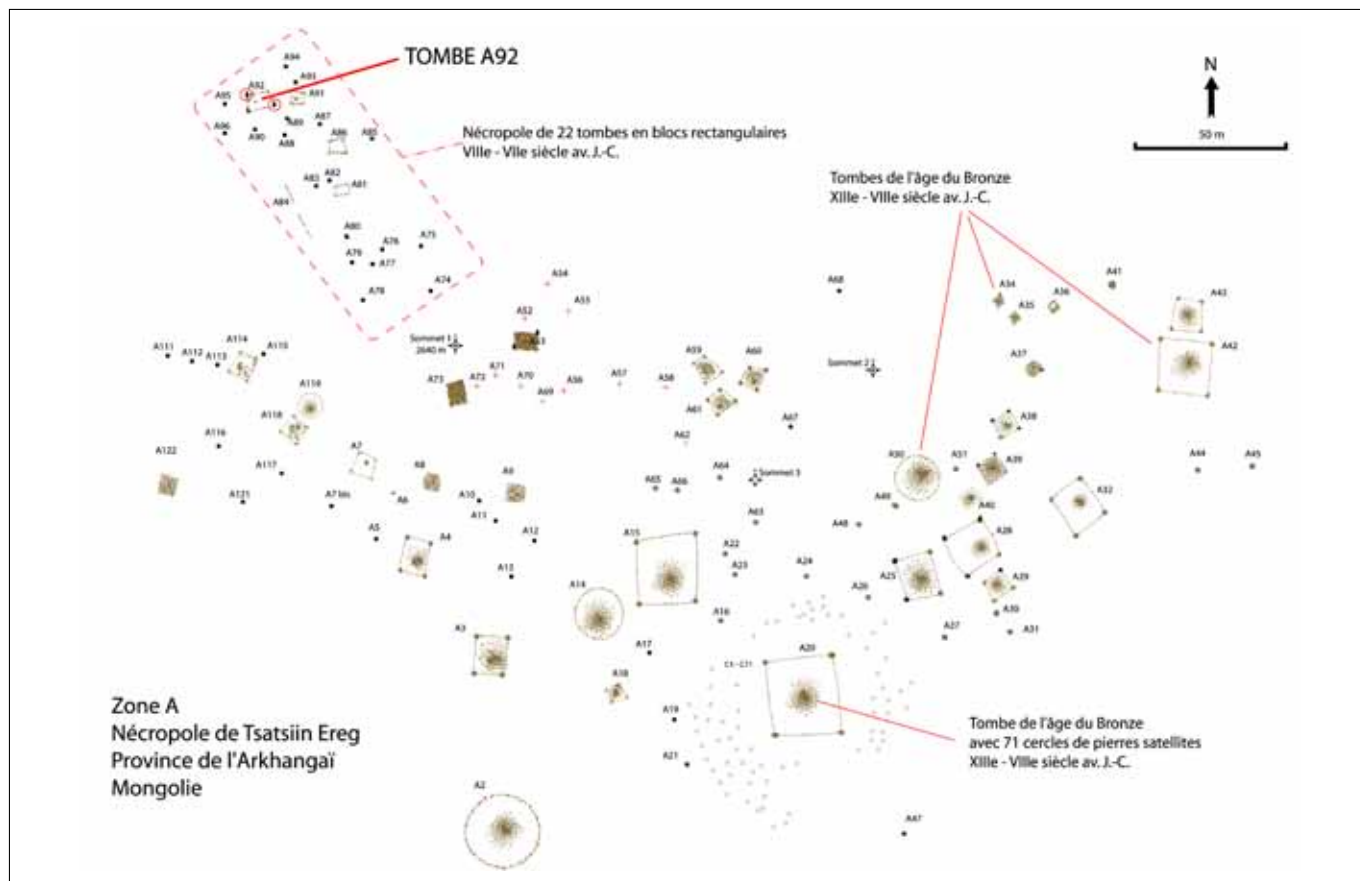 TOMBE A92
A94
A93
A92
A91
A95
A96
A90
A89
A88
A87
A86
A85
N
50 m
Nécropole de 22 tombes en blocs rectangulaires
VIIIe - VIIe siècle av. J.-C.
Tombes de l'âge du Bronze
XIIIe - VIIIe siècle av. J.-C.
A83
A82
A81
A84
A80
A76
A75
A79
A77
A78
A74
A54
A55
A52
A68
A34
A35
A36
A41
A43
A42
Sommet 1
2640 m
Sommet 2
A111
A112
A113
A114
A115
A73
A72
A71
A70
A69
A56
A57
A58
A59
A60
A61
A37
A38
A118
A116
A117
A122
A121
A7
A7 bis
A6
A8
A9
A10
A11
A12
A13
A5
A4
A62
A67
A65
A66
A64
Sommet 3
A63
A50
A51
A39
A44
A45
A49
A40
A32
A48
A28
A15
A22
A23
A24
A25
A26
A29
A30
A31
A27
A14
A16
A3
A17
A18
A20
C1 - C71
A19
A21
A2
A47
Tombe de l'âge du Bronze
avec 71 cercles de pierres satellites
XIIIe - VIIIe siècle av. J.-C.
Zone A
Nécropole de Tsatsiin Ereg
Province de l'Arkhangaï
Mongolie